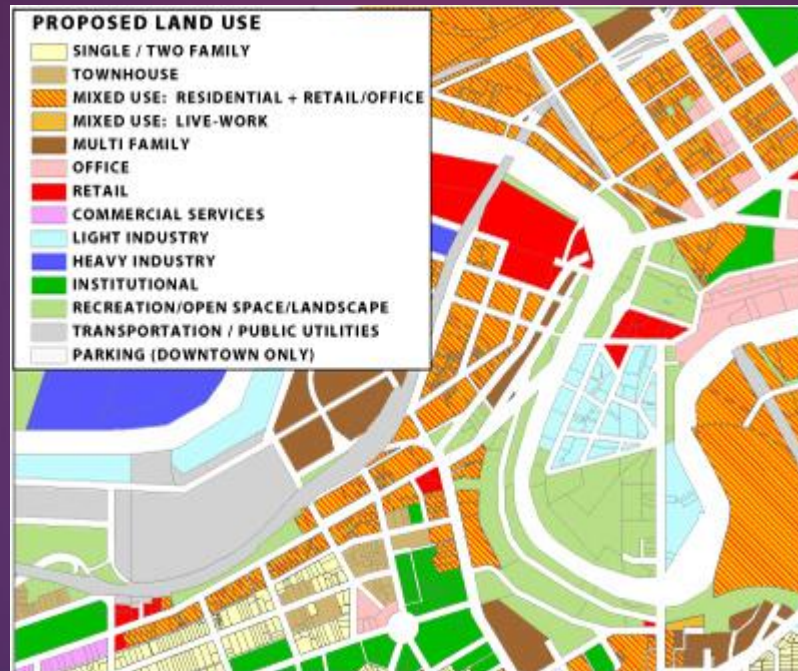 PROPOSED LAND USE
SINGLE / TWO FAMILY
TOWNHOUSE
MIXED USE: RESIDENTIAL + RETAIL/OFFICE
MIXED USE: LIVE-WORK
MULTI FAMILY
OFFICE
RETAIL
COMMERCIAL SERVICES
LIGHT INDUSTRY
HEAVY INDUSTRY
INSTITUTIONAL
RECREATION/OPEN SPACE/LANDSCAPE
TRANSPORTATION / PUBLIC UTILITIES
PARKING (DOWNTOWN ONLY)